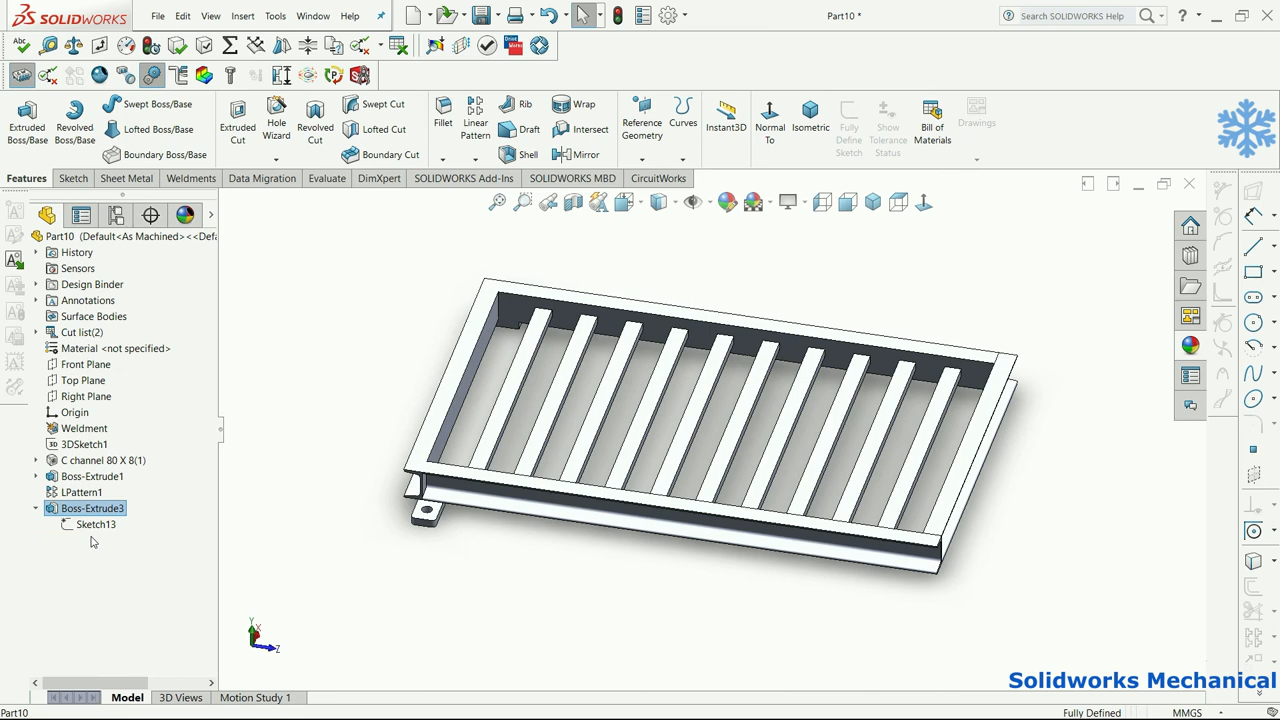 SOLIDWORKS
File Edit View Insert Tools Window Help
Part10 *
Search SOLIDWORKS Help
Extruded Boss/Base
Revolved Boss/Base
Swept Boss/Base
Lofted Boss/Base
Boundary Boss/Base
Extruded Cut
Hole Wizard
Revolved Cut
Swept Cut
Lofted Cut
Boundary Cut
Fillet
Linear Pattern
Rib
Draft
Shell
Wrap
Intersect
Mirror
Reference Geometry
Curves
Instant3D
Normal To
Isometric
Fully Define Sketch
Show Tolerance Status
Bill of Materials
Drawings
Features Sketch Sheet Metal Weldments Data Migration Evaluate DimXpert SOLIDWORKS Add-Ins SOLIDWORKS MBD CircuitWorks
Part10 (Default<As Machined><<Defa
History
Sensors
Design Binder
Annotations
Surface Bodies
Cut list(2)
Material <not specified>
Front Plane
Top Plane
Right Plane
Origin
Weldment
3DSketch1
C channel 80 X 8(1)
Boss-Extrude1
LPattern1
Boss-Extrude3
Sketch13
Y
X
Z
Solidworks Mechanical
Model 3D Views Motion Study 1
Part10 Fully Defined MMGS